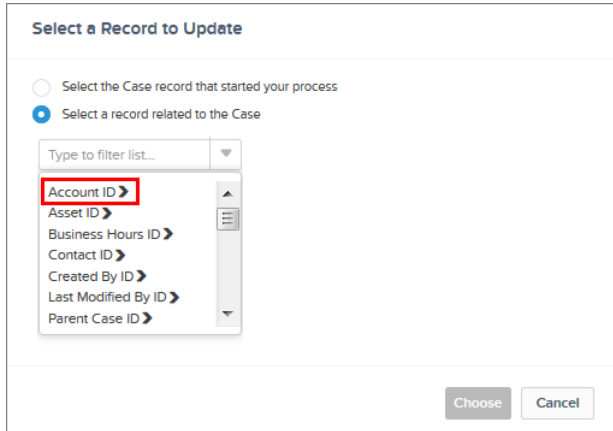 Select a Record to Update
Select the Case record that started your process
Select a record related to the Case
Type to filter list...
Account ID
Asset ID
Business Hours ID
Contact ID
Created By ID
Last Modified By ID
Parent Case ID
Choose Cancel